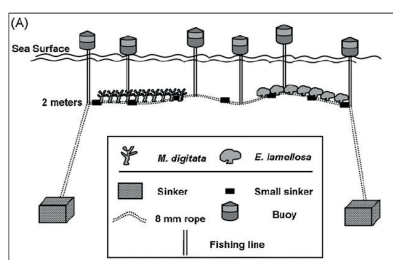 (A)
Sea Surface
2 meters
M. digitata
E. lamellosa
Sinker
Small sinker
8 mm rope
Buoy
Fishing line